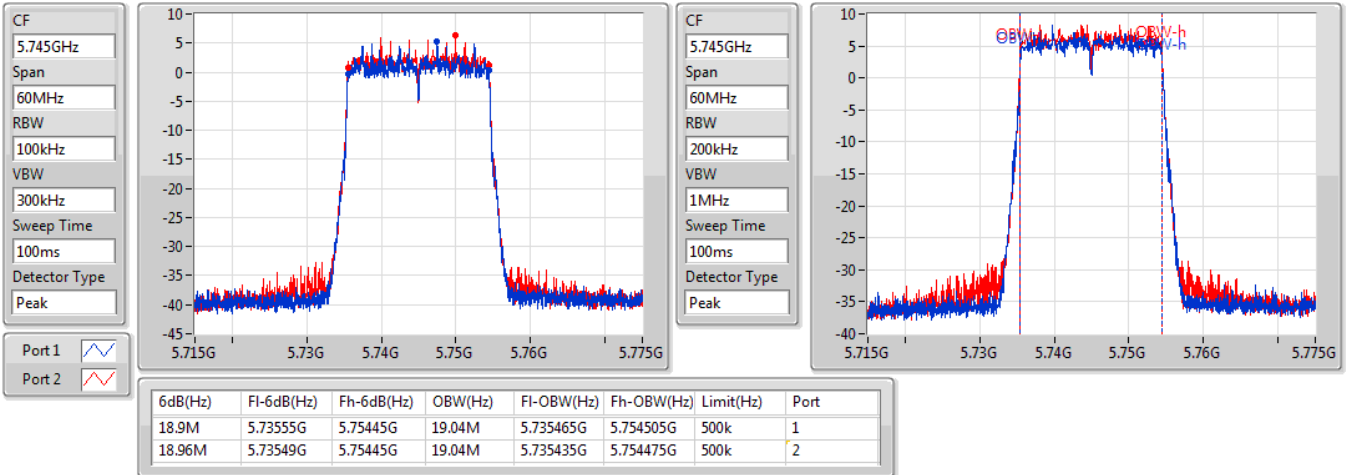 CF
5.745GHz
Span
60MHz
RBW
100kHz
VBW
300kHz
Sweep Time
100ms
Detector Type
Peak
Port 1
Port 2
10
5
0
-5
-10
-15
-20
-25
-30
-35
-40
-45
5.715G 5.73G 5.74G 5.75G 5.76G 5.775G
CF
5.745GHz
Span
60MHz
RBW
200kHz
VBW
1MHz
Sweep Time
100ms
Detector Type
Peak
10
5
0
-5
-10
-15
-20
-25
-30
-35
-40
OBW-h
5.715G 5.73G 5.74G 5.75G 5.76G 5.775G
6dB(Hz) Fl-6dB(Hz) Fh-6dB(Hz) OBW(Hz) Fl-OBW(Hz) Fh-OBW(Hz) Limit(Hz) Port
18.9M 5.73555G 5.75445G 19.04M 5.735465G 5.754505G 500k 1
18.96M 5.73549G 5.75445G 19.04M 5.735435G 5.754475G 500k 2